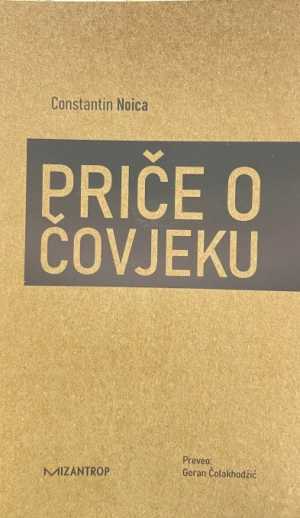 Constantin Noica
PRIČE O
ČOVJEKU
Preveo:
Goran Čolakhodžić
MIZANTROP